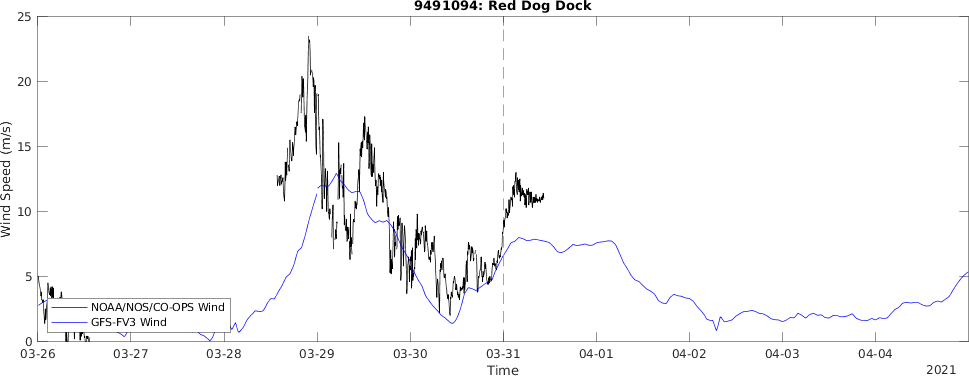 9491094: Red Dog Dock
25
20
15
10
5
0
Wind Speed (m/s)
NOAA/NOS/CO-OPS Wind
GFS-FV3 Wind
03-26 03-27 03-28 03-29 03-30 03-31 04-01 04-02 04-03 04-04
Time
2021